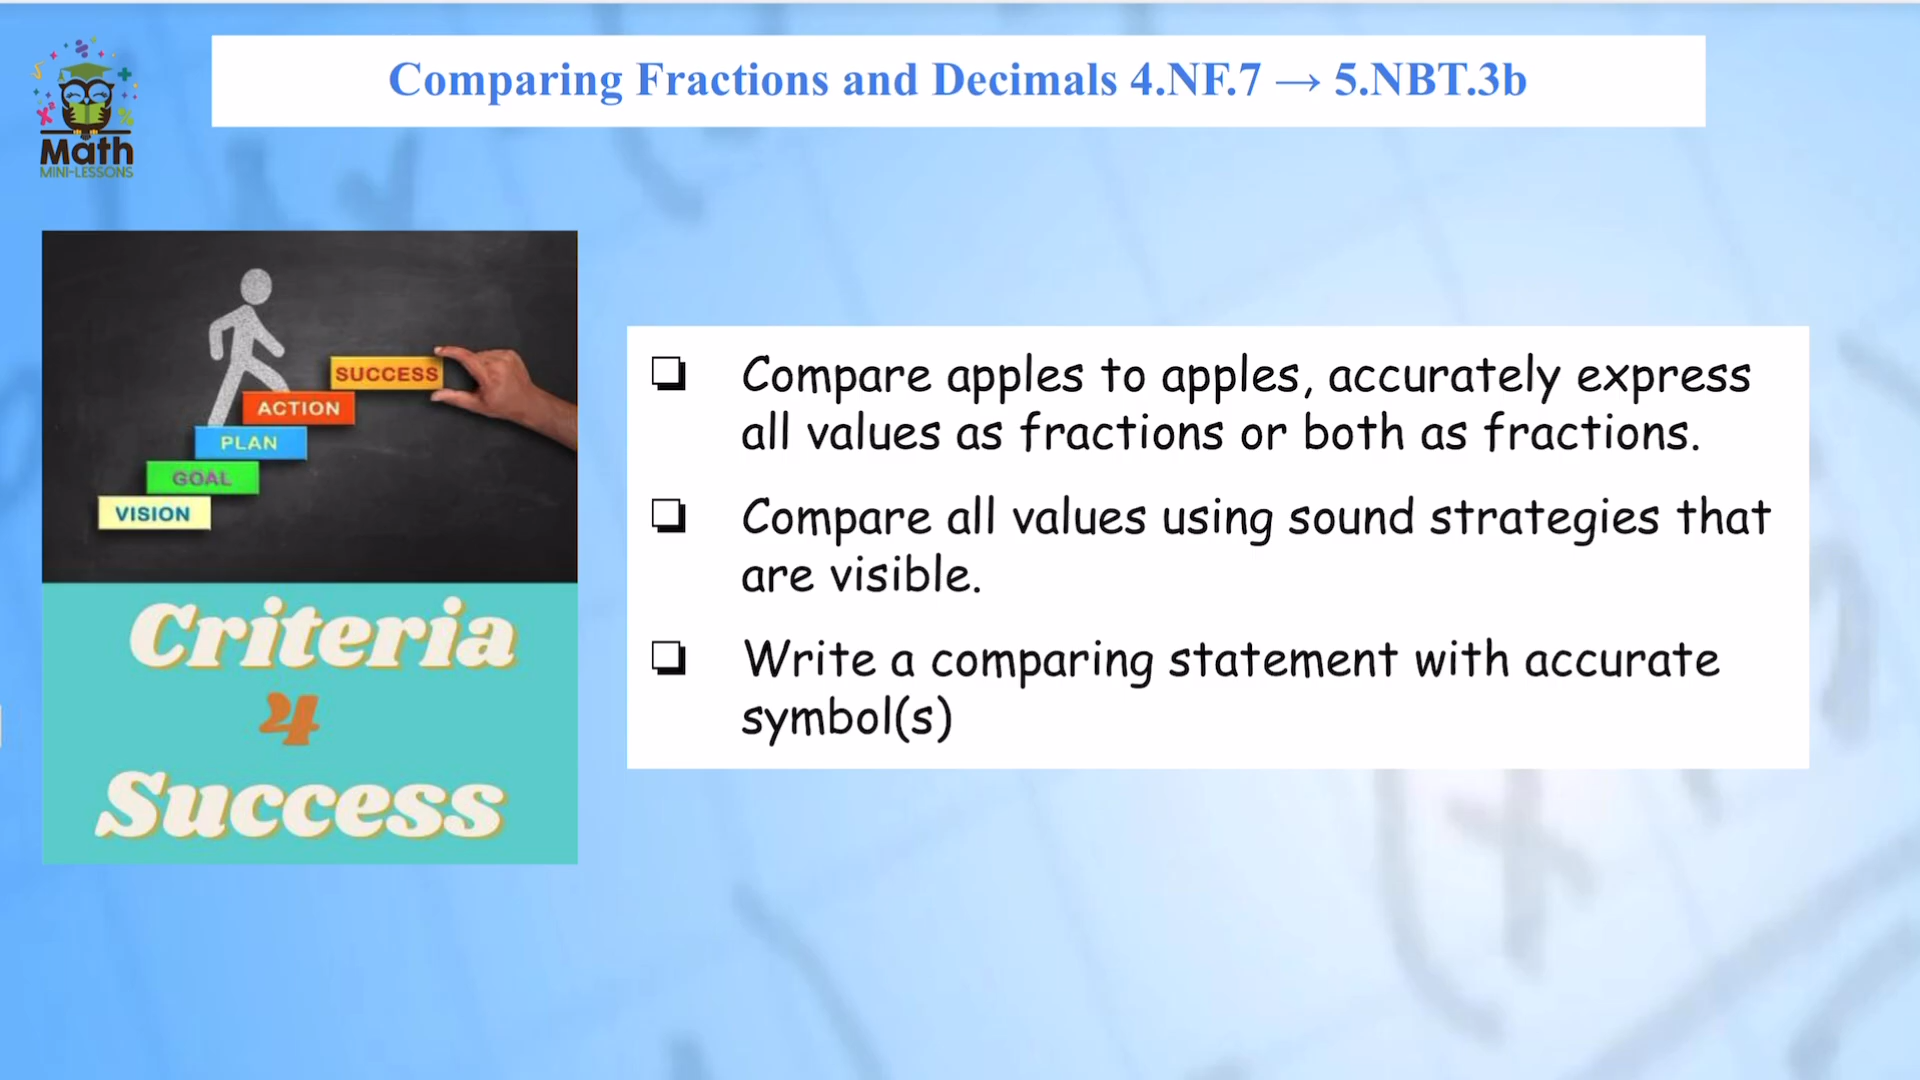 Comparing Fractions and Decimals 4.NF.7 → 5.NBT.3b
Math
MINI-LESSONS
SUCCESS
ACTION
PLAN
GOAL
VISION
Criteria
4
Success
❏ Compare apples to apples, accurately express
all values as fractions or both as fractions.
❏ Compare all values using sound strategies that
are visible.
❏ Write a comparing statement with accurate
symbol(s)